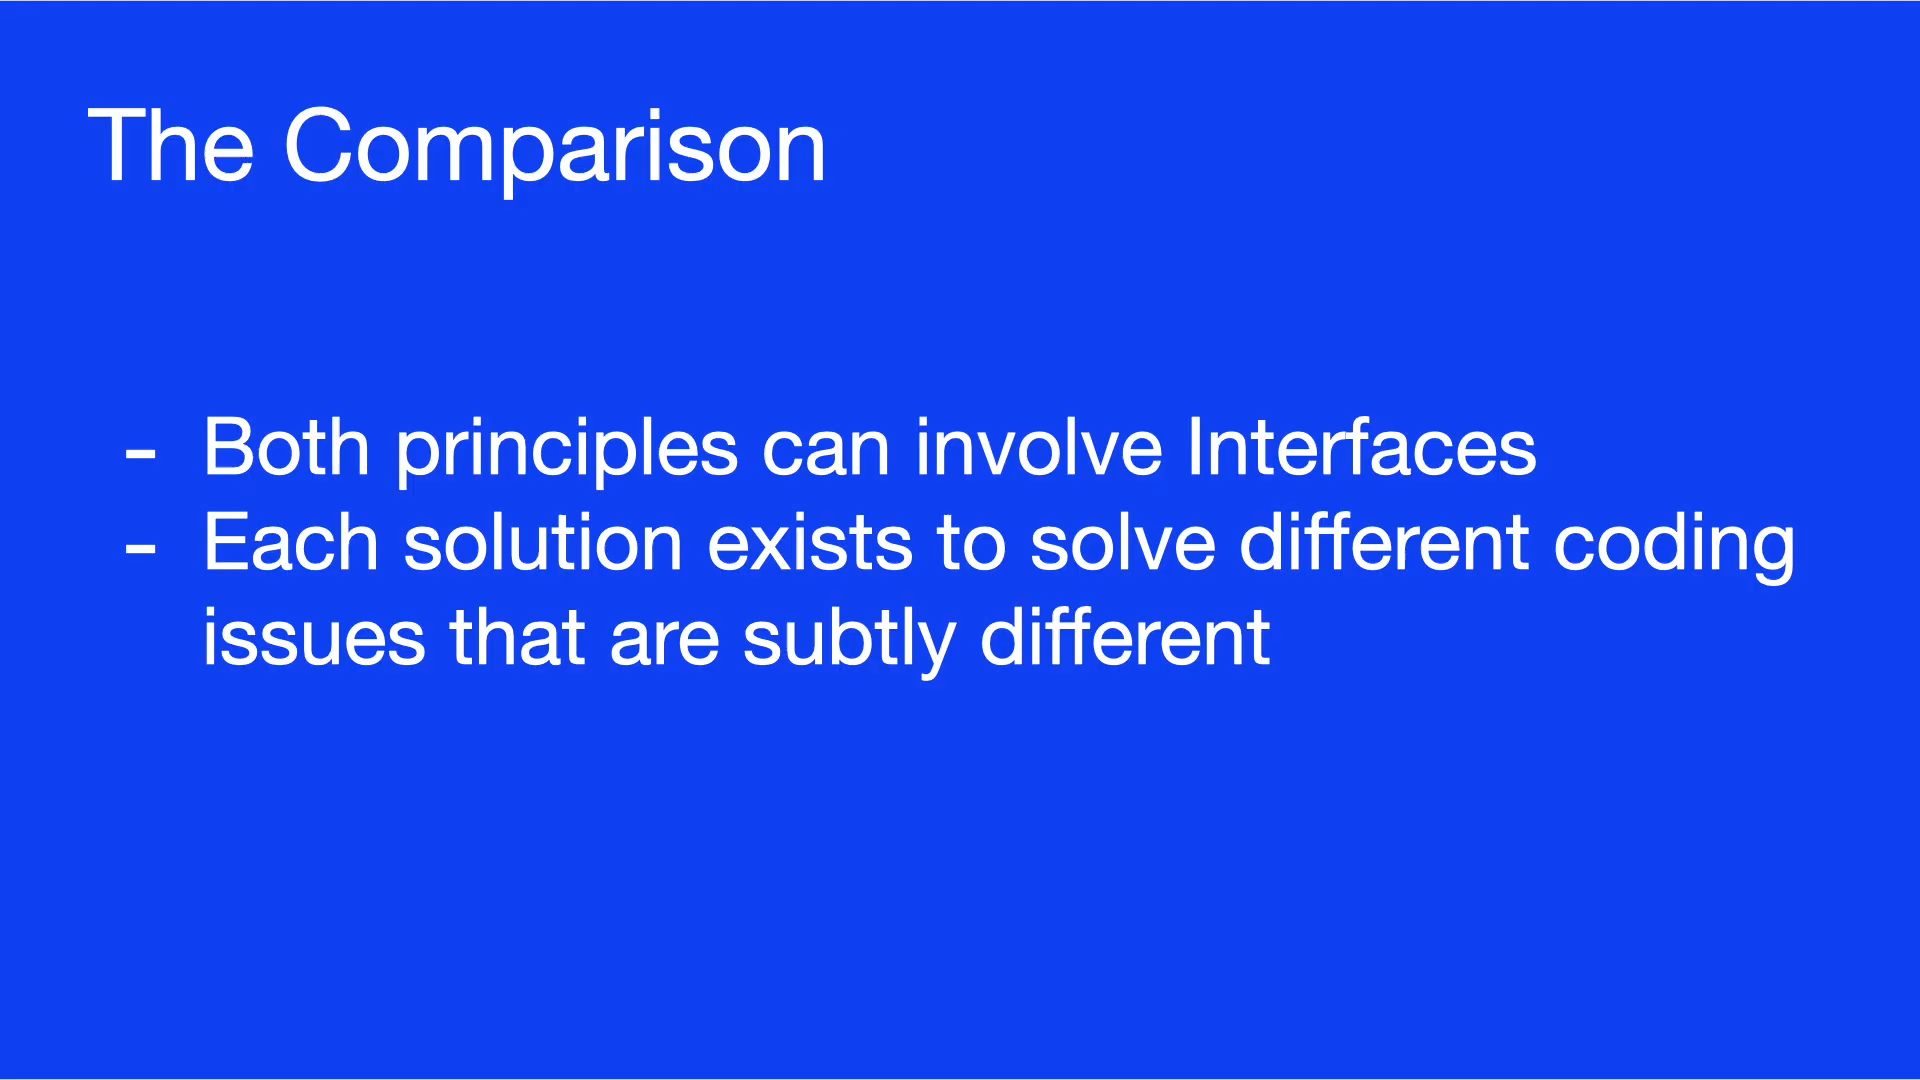 The Comparison
- Both principles can involve Interfaces
- Each solution exists to solve different coding
issues that are subtly different